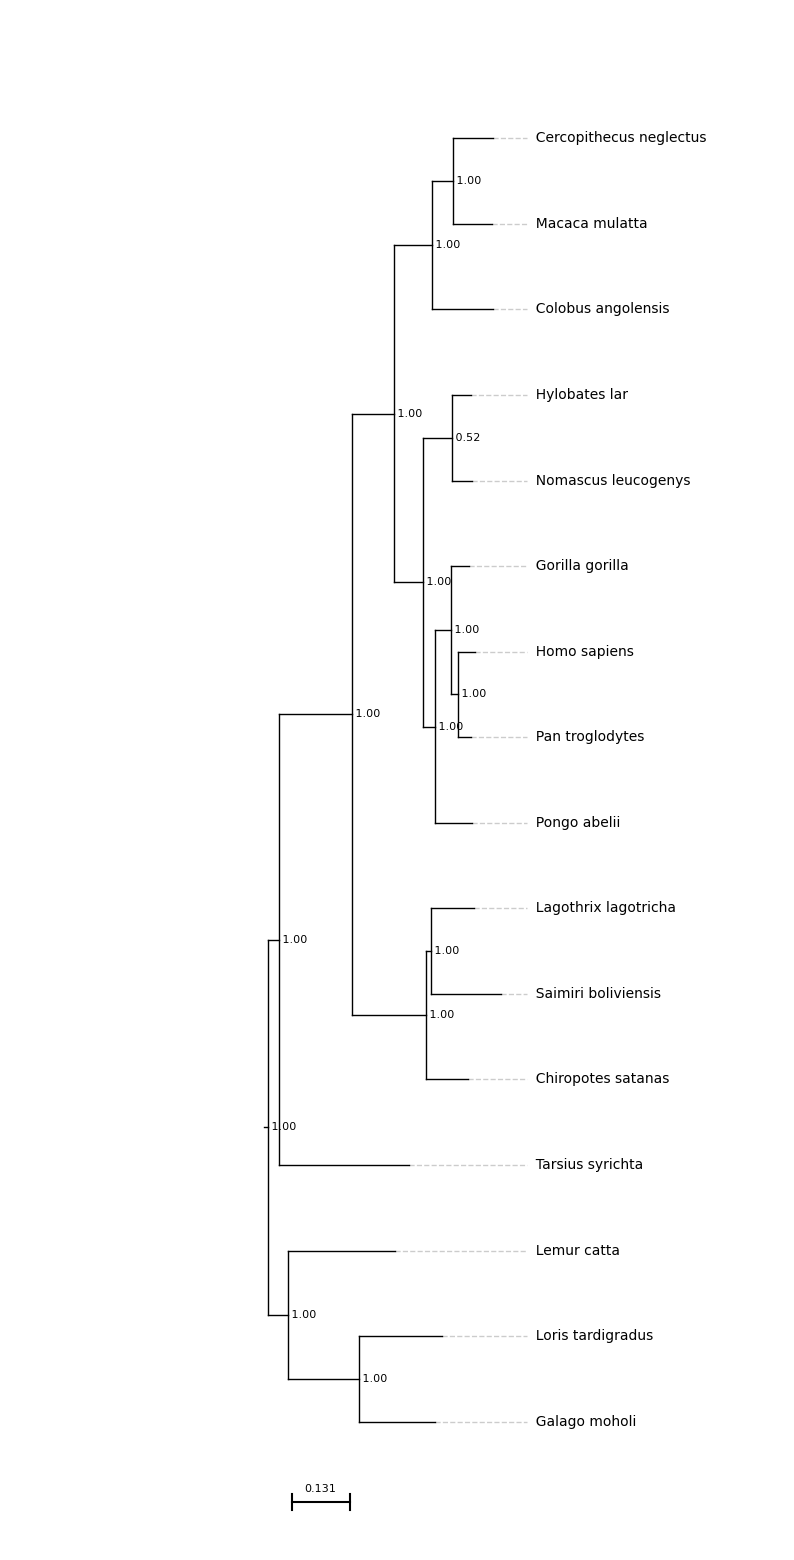 Cercopithecus neglectus
1.00
Macaca mulatta
1.00
Colobus angolensis
Hylobates lar
1.00
0.52
Nomascus leucogenys
Gorilla gorilla
1.00
1.00
Homo sapiens
1.00
1.00
1.00
Pan troglodytes
Pongo abelii
Lagothrix lagotricha
1.00
1.00
Saimiri boliviensis
1.00
Chiropotes satanas
1.00
Tarsius syrichta
Lemur catta
1.00
Loris tardigradus
1.00
Galago moholi
0.131